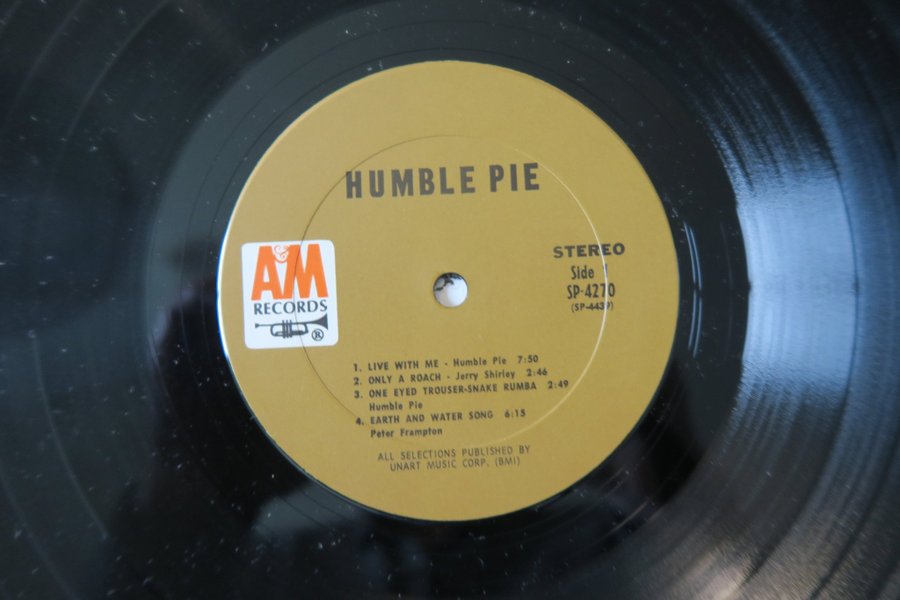 HUMBLE PIE
A&M
RECORDS
®
STEREO
Side 1
SP-4270
(SP-4439)
1. LIVE WITH ME - Humble Pie 7:50
2. ONLY A ROACH - Jerry Shirley 2:46
3. ONE EYED TROUSER-SNAKE RUMBA 2:49
Humble Pie
4. EARTH AND WATER SONG 6:15
Peter Frampton
ALL SELECTIONS PUBLISHED BY
UNART MUSIC CORP. (BMI)